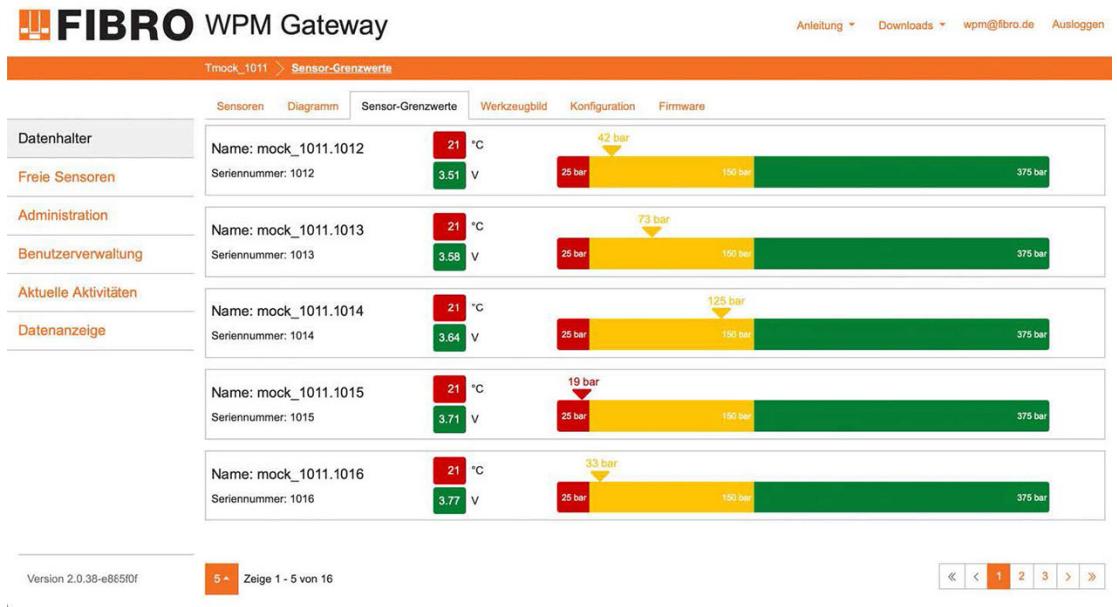 FIBRO WPM Gateway
Anleitung Downloads wpm@fibro.de Ausloggen
Tmock_1011 Sensor-Grenzwerte
Sensoren Diagramm Sensor-Grenzwerte Werkzeugbild Konfiguration Firmware
Datenhalter
Freie Sensoren
Administration
Benutzerverwaltung
Aktuelle Aktivitäten
Datenanzeige
Name: mock_1011.1012
Seriennummer: 1012
21 °C
3.51 V
42 bar
25 bar 150 bar 375 bar
Name: mock_1011.1013
Seriennummer: 1013
21 °C
3.58 V
73 bar
25 bar 150 bar 375 bar
Name: mock_1011.1014
Seriennummer: 1014
21 °C
3.64 V
125 bar
25 bar 150 bar 375 bar
Name: mock_1011.1015
Seriennummer: 1015
21 °C
3.71 V
19 bar
25 bar 150 bar 375 bar
Name: mock_1011.1016
Seriennummer: 1016
21 °C
3.77 V
33 bar
25 bar 150 bar 375 bar
Version 2.0.38-e885f0f
5 Zeige 1 - 5 von 16
« < 1 2 3 > »